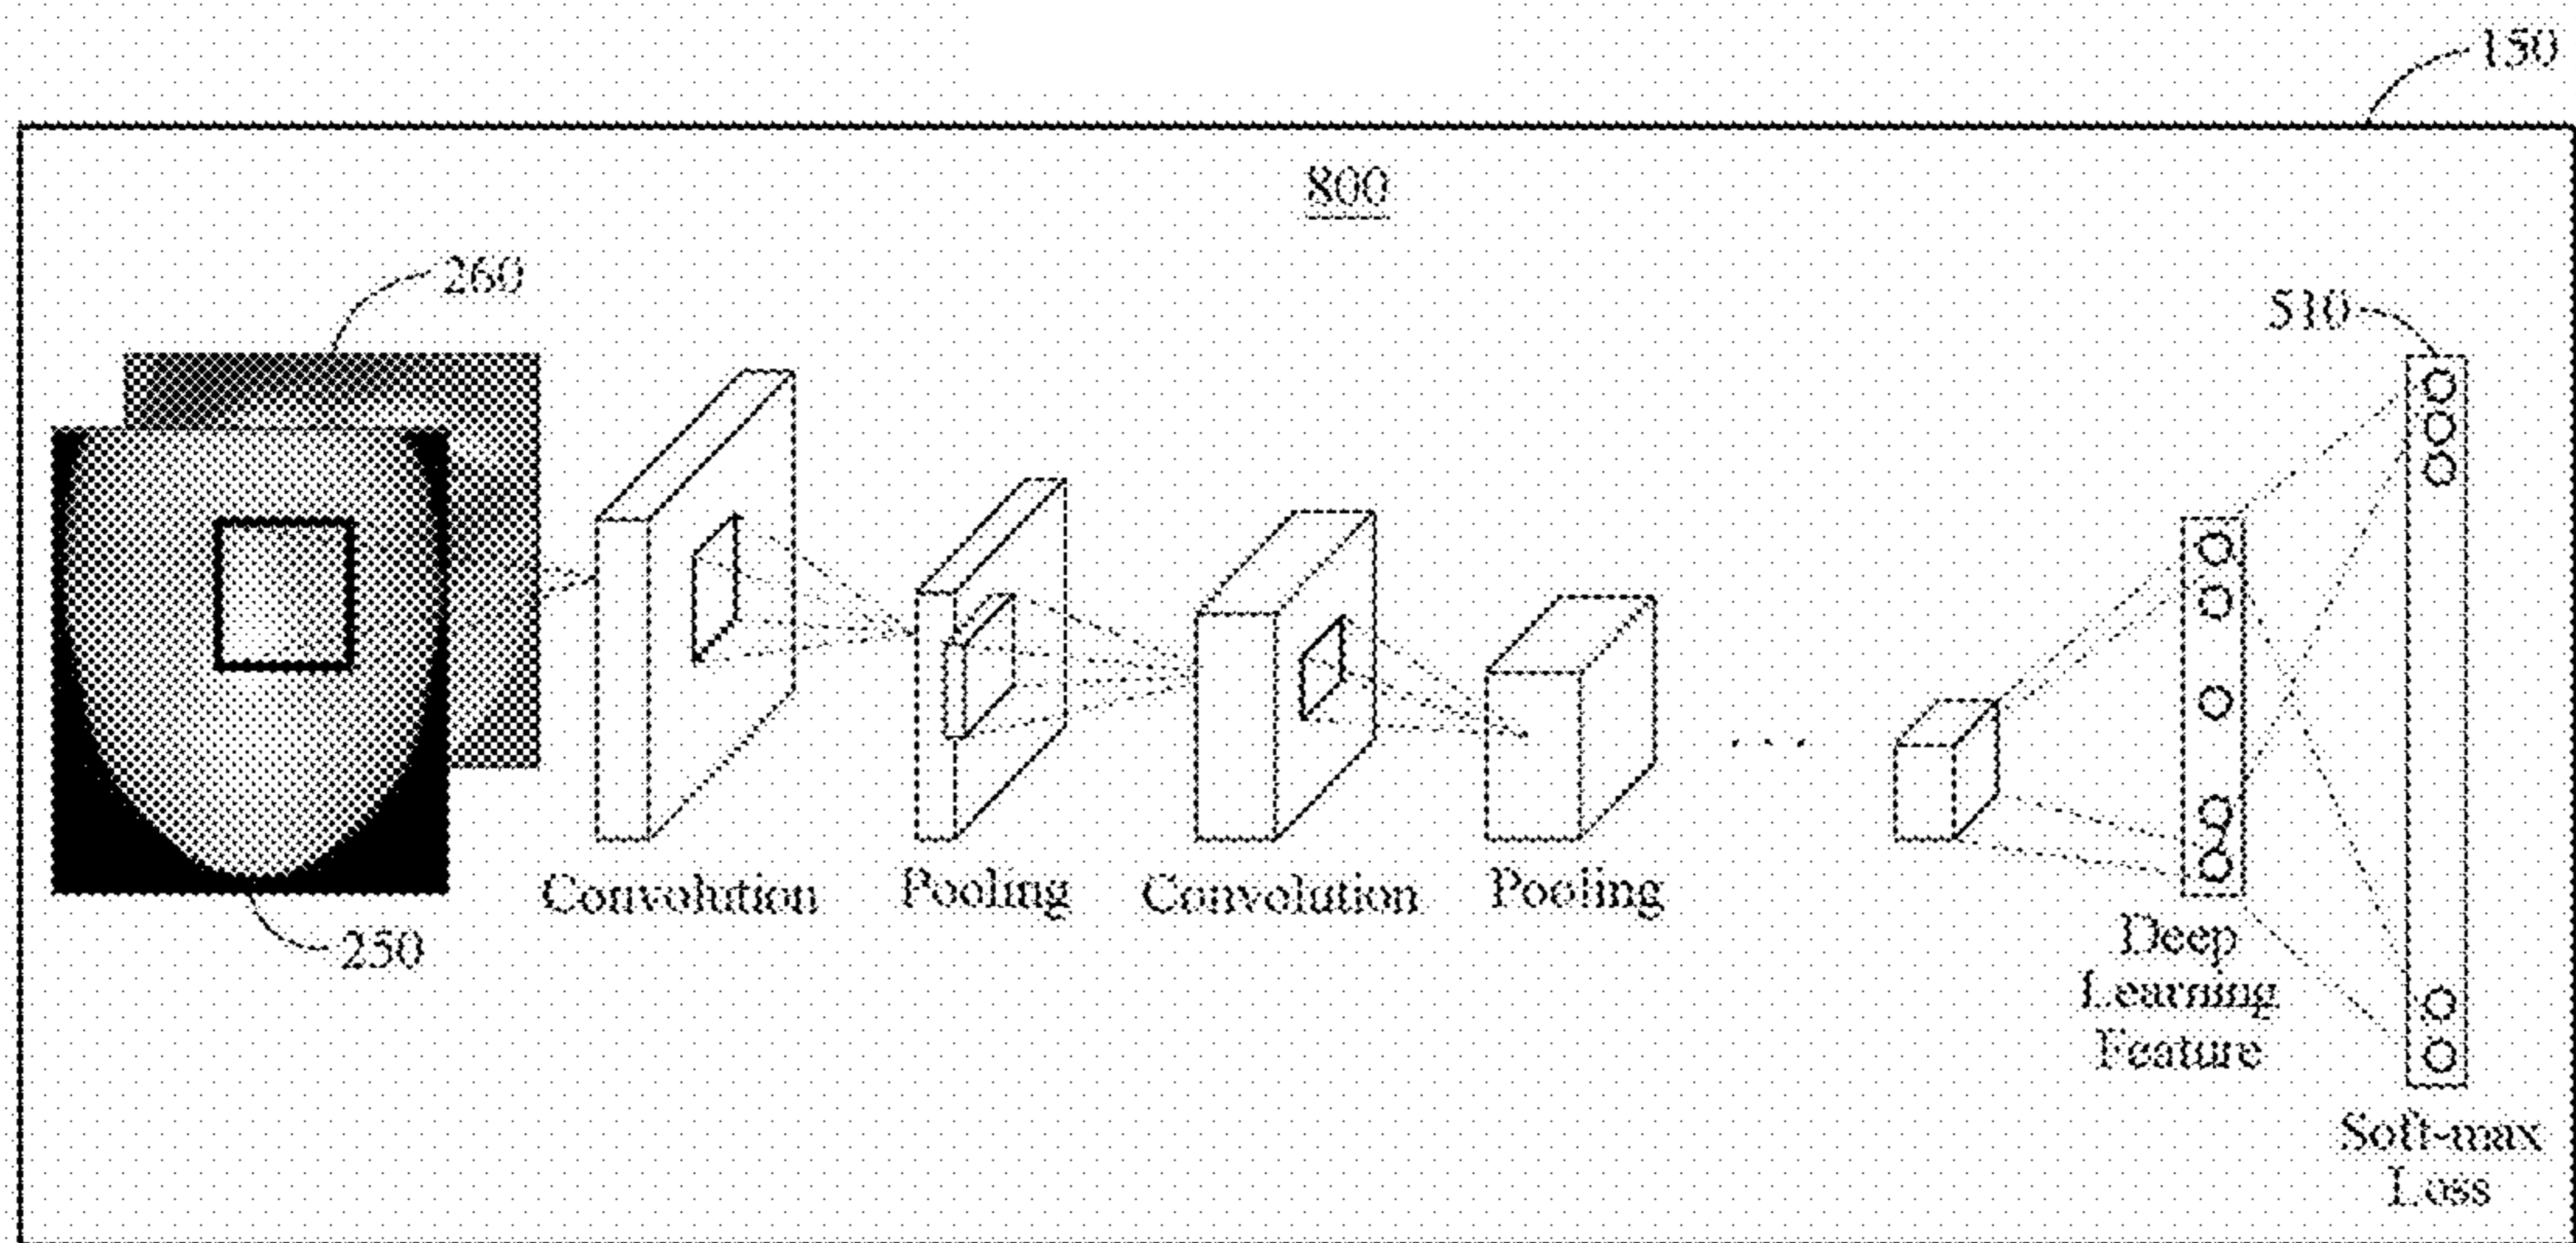 150
800
260
510
Convolution
Pooling
Convolution
Pooling
250
Deep
Learning
Feature
Soft-max
Loss